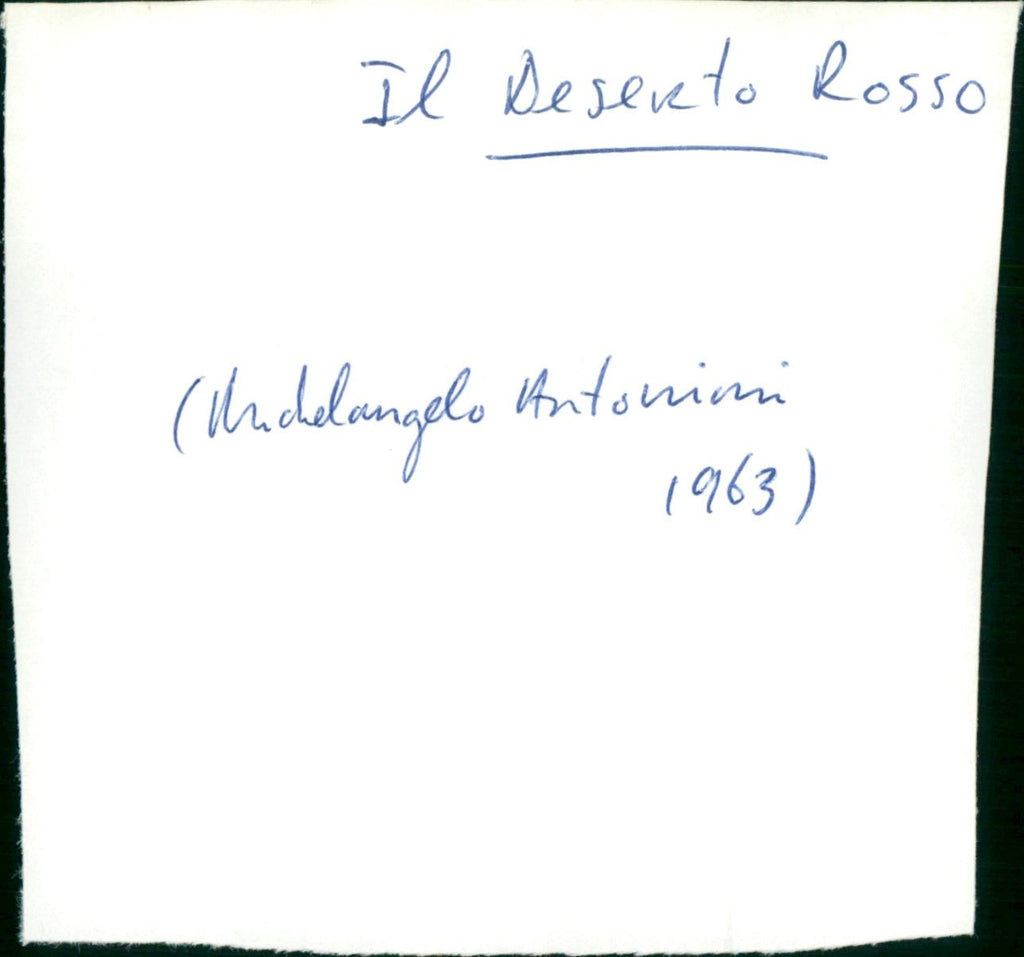 Il Deserto Rosso
(Michelangelo Antonioni
1963)